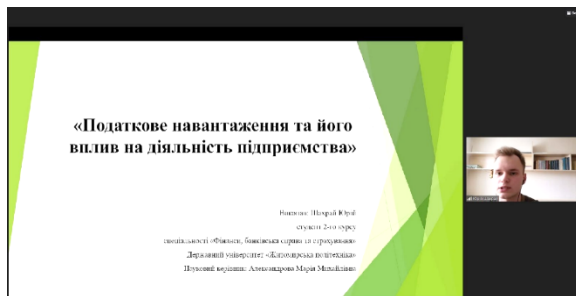 «Податкове навантаження та його
вплив на діяльність підприємства»
Виконав: Шахрай Юрій
студент 2-го курсу
спеціальності «Фінанси, банківська справа та страхування»
Державний університет «Житомирська політехніка»
Науковий керівник: Александрова Марія Михайлівна